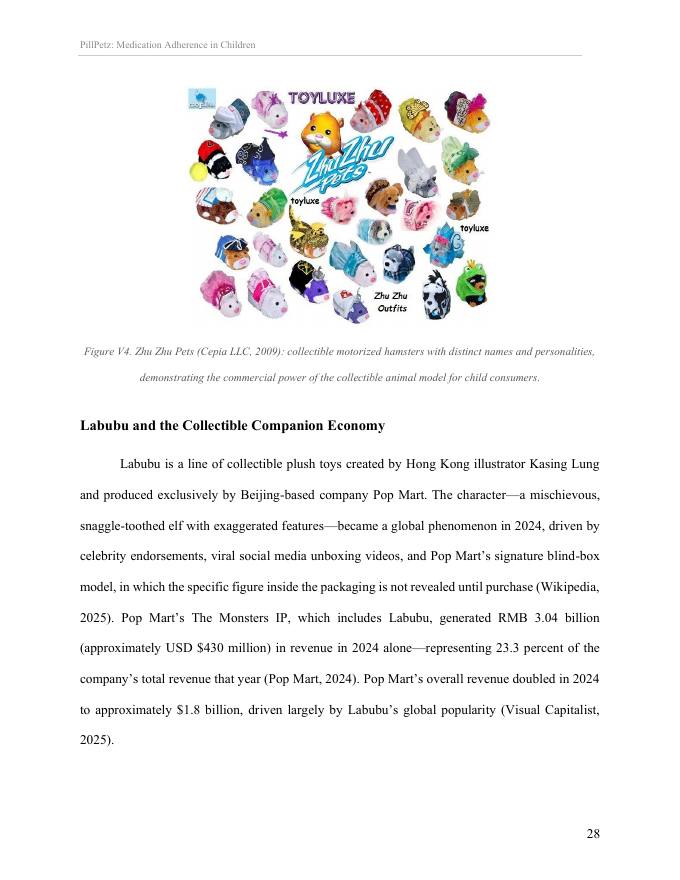 PillPetz: Medication Adherence in Children
TOYLUXE
Zhu Zhu
Pets
toyluxe
toyluxe
Zhu Zhu
Outfits
Figure V4. Zhu Zhu Pets (Cepia LLC, 2009): collectible motorized hamsters with distinct names and personalities,
demonstrating the commercial power of the collectible animal model for child consumers.
Labubu and the Collectible Companion Economy
Labubu is a line of collectible plush toys created by Hong Kong illustrator Kasing Lung
and produced exclusively by Beijing-based company Pop Mart. The character—a mischievous,
snaggle-toothed elf with exaggerated features—became a global phenomenon in 2024, driven by
celebrity endorsements, viral social media unboxing videos, and Pop Mart’s signature blind-box
model, in which the specific figure inside the packaging is not revealed until purchase (Wikipedia,
2025). Pop Mart’s The Monsters IP, which includes Labubu, generated RMB 3.04 billion
(approximately USD $430 million) in revenue in 2024 alone—representing 23.3 percent of the
company’s total revenue that year (Pop Mart, 2024). Pop Mart’s overall revenue doubled in 2024
to approximately $1.8 billion, driven largely by Labubu’s global popularity (Visual Capitalist,
2025).
28